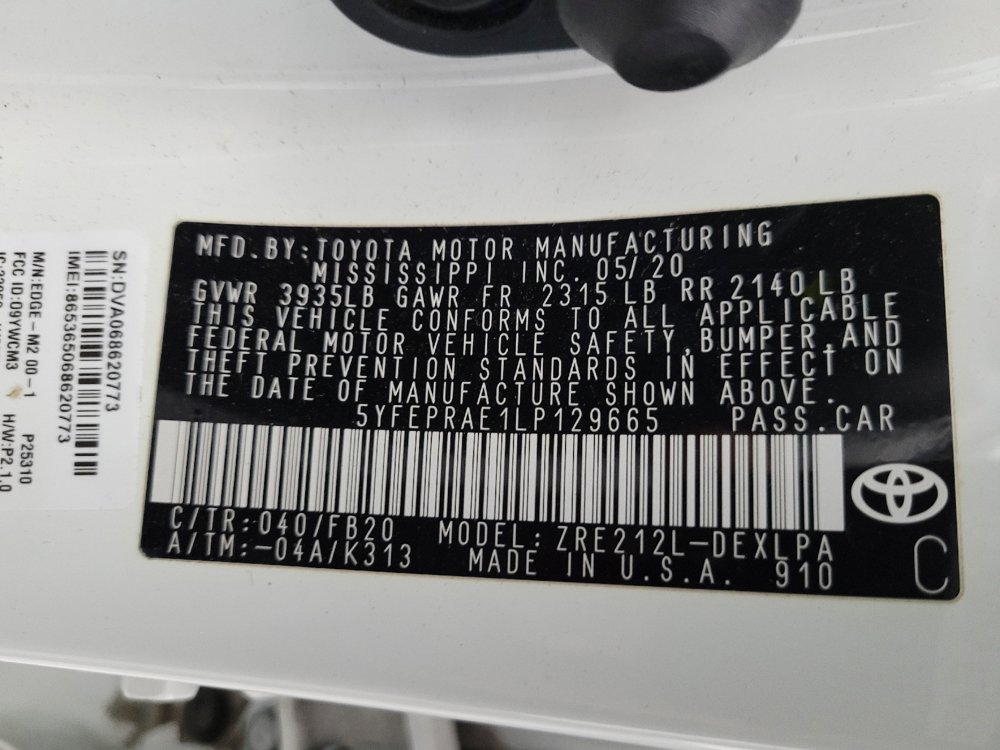 MFD.BY:TOYOTA MOTOR MANUFACTURING
MISSISSIPPI INC. 05/20
GVWR 3935LB GAWR FR 2315 LB RR 2140 LB
THIS VEHICLE CONFORMS TO ALL APPLICABLE
FEDERAL MOTOR VEHICLE SAFETY,BUMPER,AND
THEFT PREVENTION STANDARDS IN EFFECT ON
THE DATE OF MANUFACTURE SHOWN ABOVE.
5YFEPRAE1LP129665 PASS.CAR
C/TR:040/FB20 MODEL:ZRE212L-DEXLPA
A/TM:-04A/K313 MADE IN U.S.A. 910
C
SN:DVA068620773
IMEI:865365068620773
M/N:EDGE-M2 00-1 P25310
FCC ID:O9YVCM3 H/W:P2.1.0